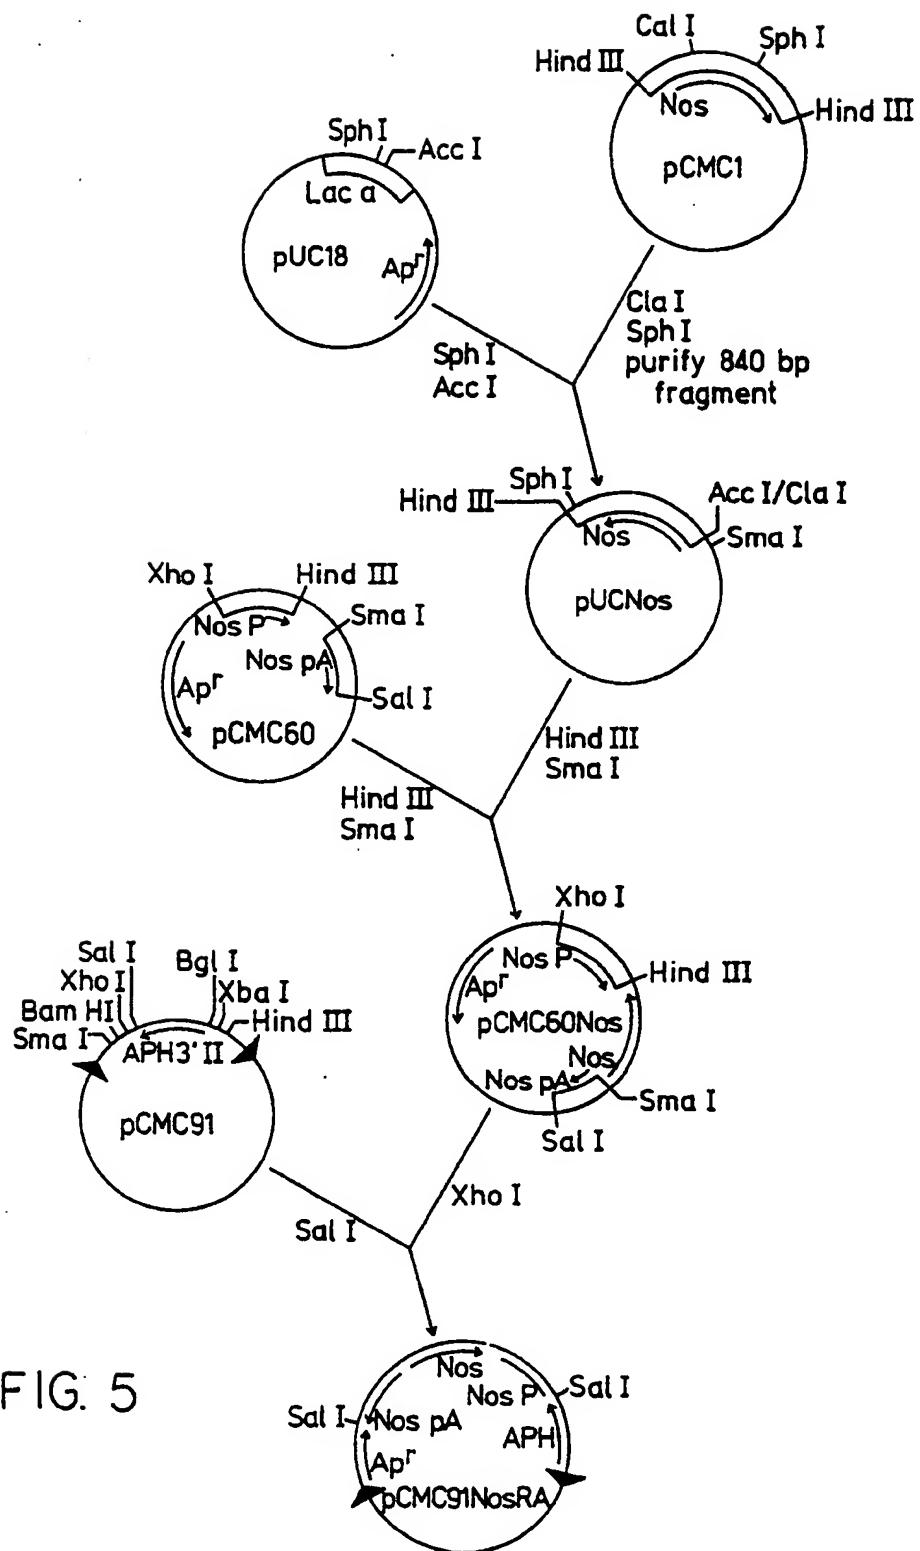 Cal I
Sph I
Hind III
Nos
Hind III
pCMC1
Sph I
Acc I
Lac a
pUC18
Apr
Cla I
Sph I
purify 840 bp
fragment
Sph I
Acc I
Sph I
Hind III
Acc I/Cla I
Nos
Sma I
pUCNos
Xho I
Hind III
Nos P
Sma I
Nos pA
Apr
Sal I
pCMC60
Hind III
Sma I
Hind III
Sma I
Xho I
Nos P
Hind III
Apr
pCMC60Nos
Nos
Nos pA
Sma I
Sal I
Sal I
Bgl I
Xho I
Xba I
Bam HI
Hind III
Sma I
APH3' II
pCMC91
Xho I
Sal I
FIG. 5
Nos
Nos P
Sal I
Sal I
Nos pA
APH
Apr
pCMC91NosRA